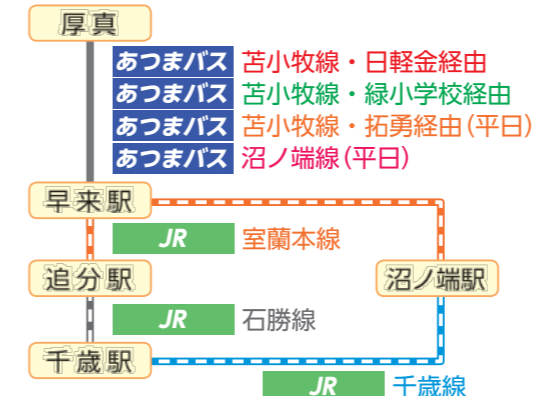 厚真
あつまバス 苫小牧線・日軽金経由
あつまバス 苫小牧線・緑小学校経由
あつまバス 苫小牧線・拓勇経由(平日)
あつまバス 沼ノ端線(平日)
早来駅
JR 室蘭本線
追分駅
沼ノ端駅
JR 石勝線
千歳駅
JR 千歳線